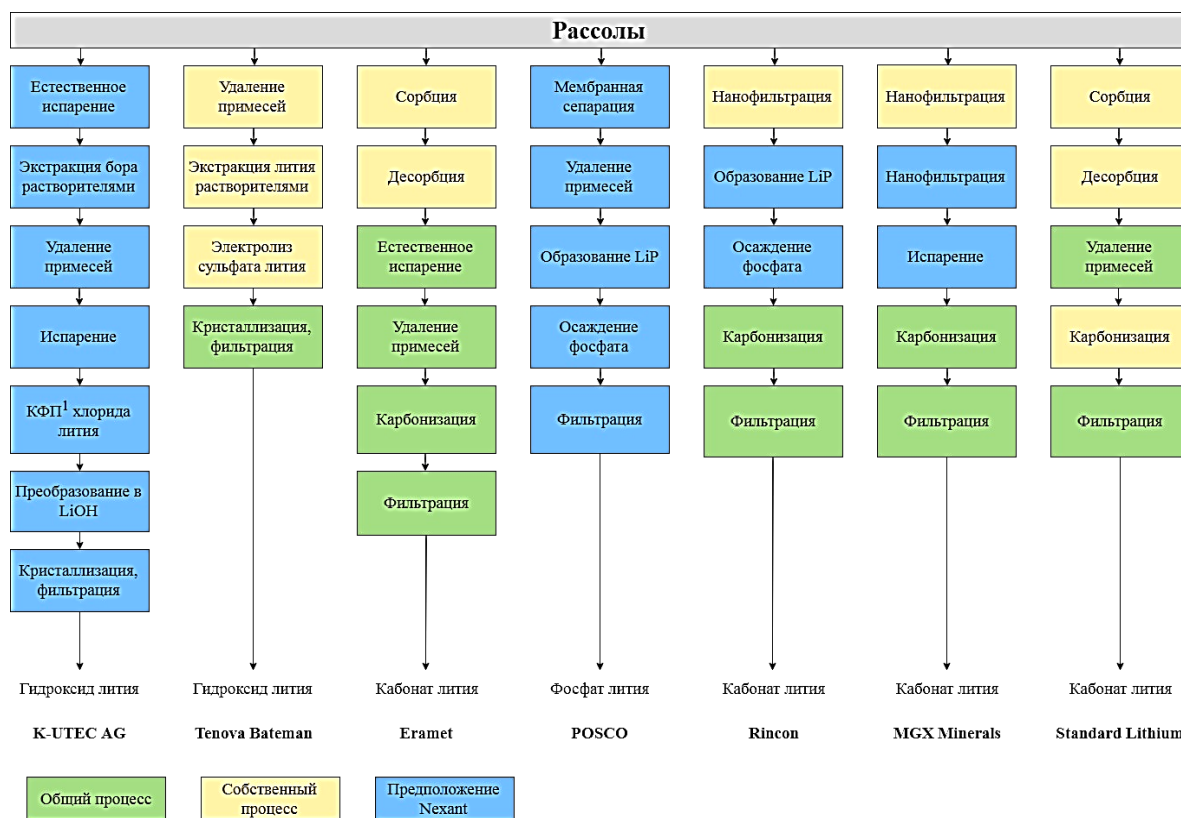 Рассолы
Естественное
испарение
Экстракция бора
растворителями
Удаление
примесей
Испарение
КФП¹ хлорида
лития
Преобразование в
LiOH
Кристаллизация,
фильтрация
Гидроксид лития
K-UTEC AG
Удаление
примесей
Экстракция лития
растворителями
Электролиз
сульфата лития
Кристаллизация,
фильтрация
Гидроксид лития
Tenova Bateman
Сорбция
Десорбция
Естественное
испарение
Удаление
примесей
Карбонизация
Фильтрация
Кабонат лития
Eramet
Мембранная
сепарация
Удаление
примесей
Образование LiP
Осаждение
фосфата
Фильтрация
Фосфат лития
POSCO
Нанофильтрация
Образование LiP
Осаждение
фосфата
Карбонизация
Фильтрация
Кабонат лития
Rincon
Нанофильтрация
Нанофильтрация
Испарение
Карбонизация
Фильтрация
Кабонат лития
MGX Minerals
Сорбция
Десорбция
Удаление
примесей
Карбонизация
Фильтрация
Кабонат лития
Standard Lithium
Общий процесс
Собственный
процесс
Предположение
Nexant